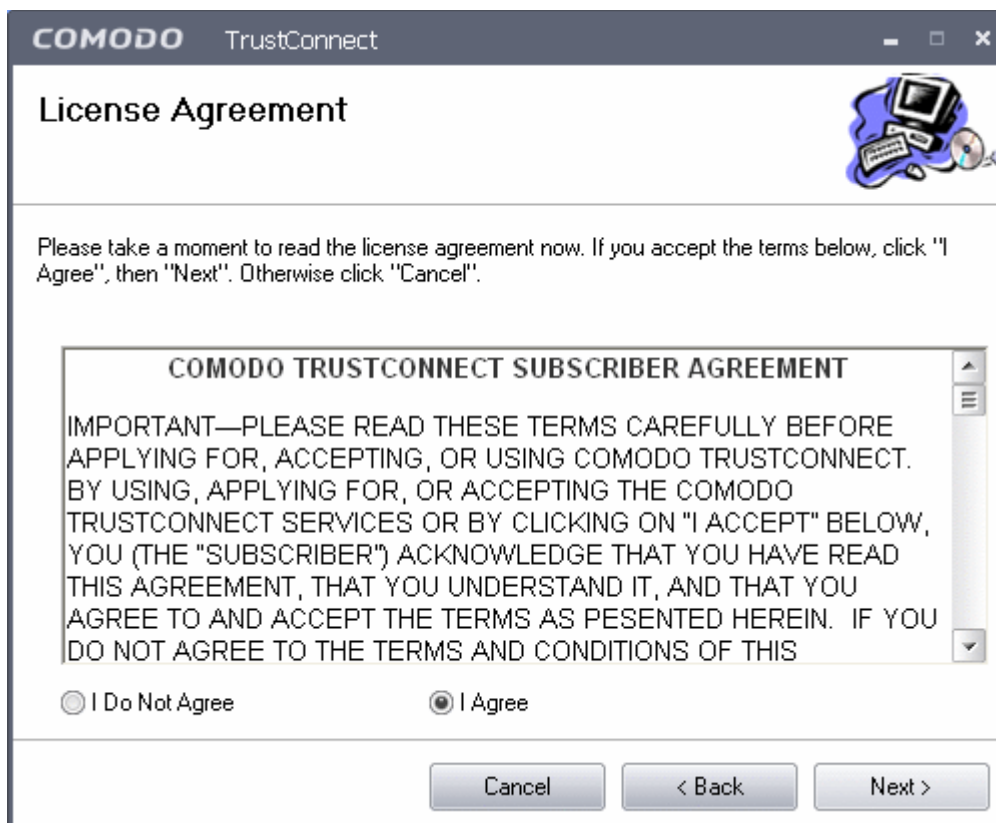 COMODO TrustConnect
License Agreement
Please take a moment to read the license agreement now. If you accept the terms below, click "I
Agree", then "Next". Otherwise click "Cancel".
COMODO TRUSTCONNECT SUBSCRIBER AGREEMENT
IMPORTANT—PLEASE READ THESE TERMS CAREFULLY BEFORE
APPLYING FOR, ACCEPTING, OR USING COMODO TRUSTCONNECT.
BY USING, APPLYING FOR, OR ACCEPTING THE COMODO
TRUSTCONNECT SERVICES OR BY CLICKING ON "I ACCEPT" BELOW,
YOU (THE "SUBSCRIBER") ACKNOWLEDGE THAT YOU HAVE READ
THIS AGREEMENT, THAT YOU UNDERSTAND IT, AND THAT YOU
AGREE TO AND ACCEPT THE TERMS AS PESENTED HEREIN. IF YOU
DO NOT AGREE TO THE TERMS AND CONDITIONS OF THIS
I Do Not Agree I Agree
Cancel < Back Next >